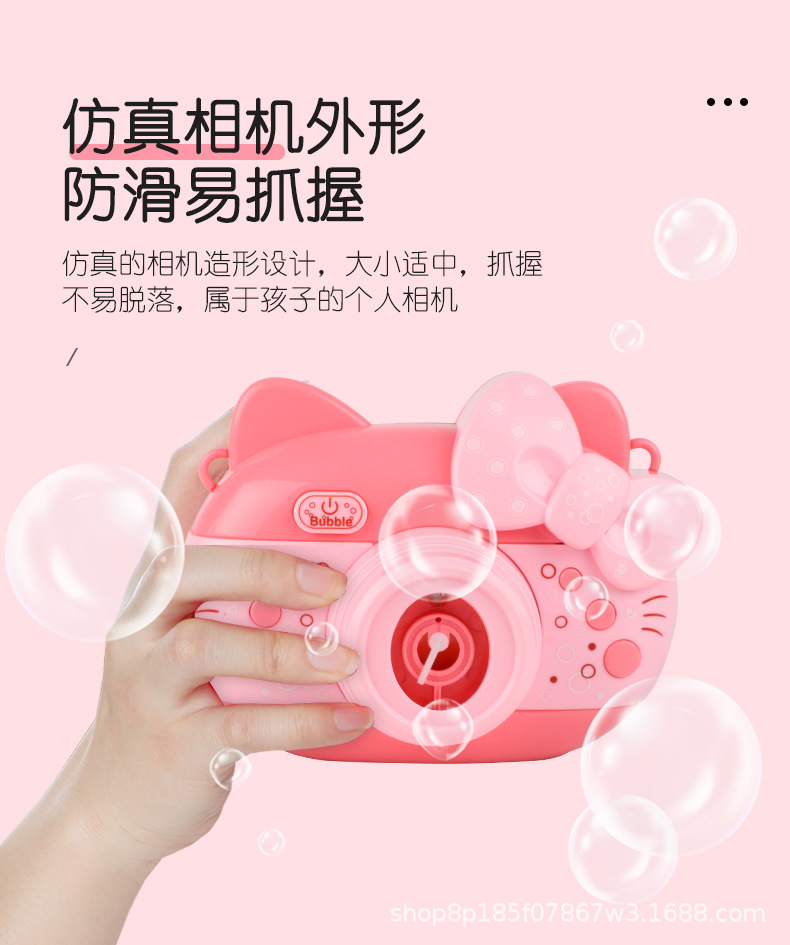 仿真相机外形
防滑易抓握
仿真的相机造形设计，大小适中，抓握
不易脱落，属于孩子的个人相机
/
Bubble
shop8p185f07867w3.1688.com